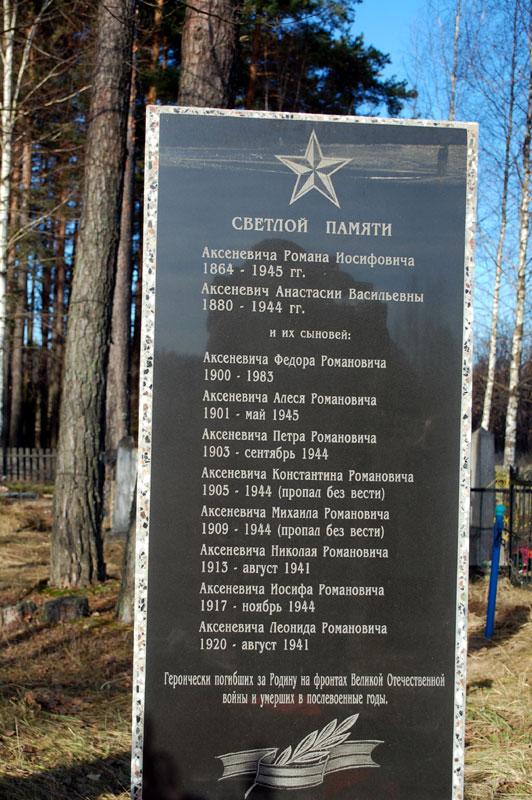 СВЕТЛОЙ ПАМЯТИ
Аксеневича Романа Иосифовича
1864 - 1945 гг.
Аксеневич Анастасии Васильевны
1880 - 1944 гг.
и их сыновей:
Аксеневича Федора Романовича
1900 - 1983
Аксеневича Алеся Романовича
1901 - май 1945
Аксеневича Петра Романовича
1903 - сентябрь 1944
Аксеневича Константина Романовича
1905 - 1944 (пропал без вести)
Аксеневича Михаила Романовича
1909 - 1944 (пропал без вести)
Аксеневича Николая Романовича
1913 - август 1941
Аксеневича Иосифа Романовича
1917 - ноябрь 1944
Аксеневича Леонида Романовича
1920 - август 1941
Героически погибших за Родину на фронтах Великой Отечественной
войны и умерших в послевоенные годы.